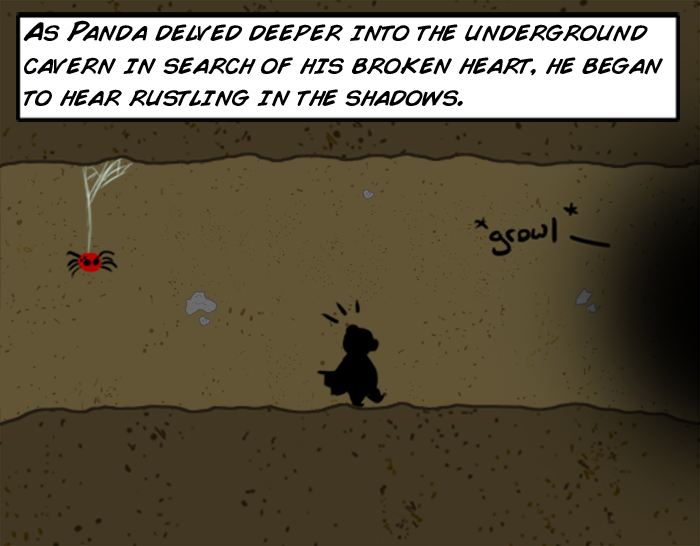 As Panda delved deeper into the underground
cavern in search of his broken heart, he began
to hear rustling in the shadows.
*growl*